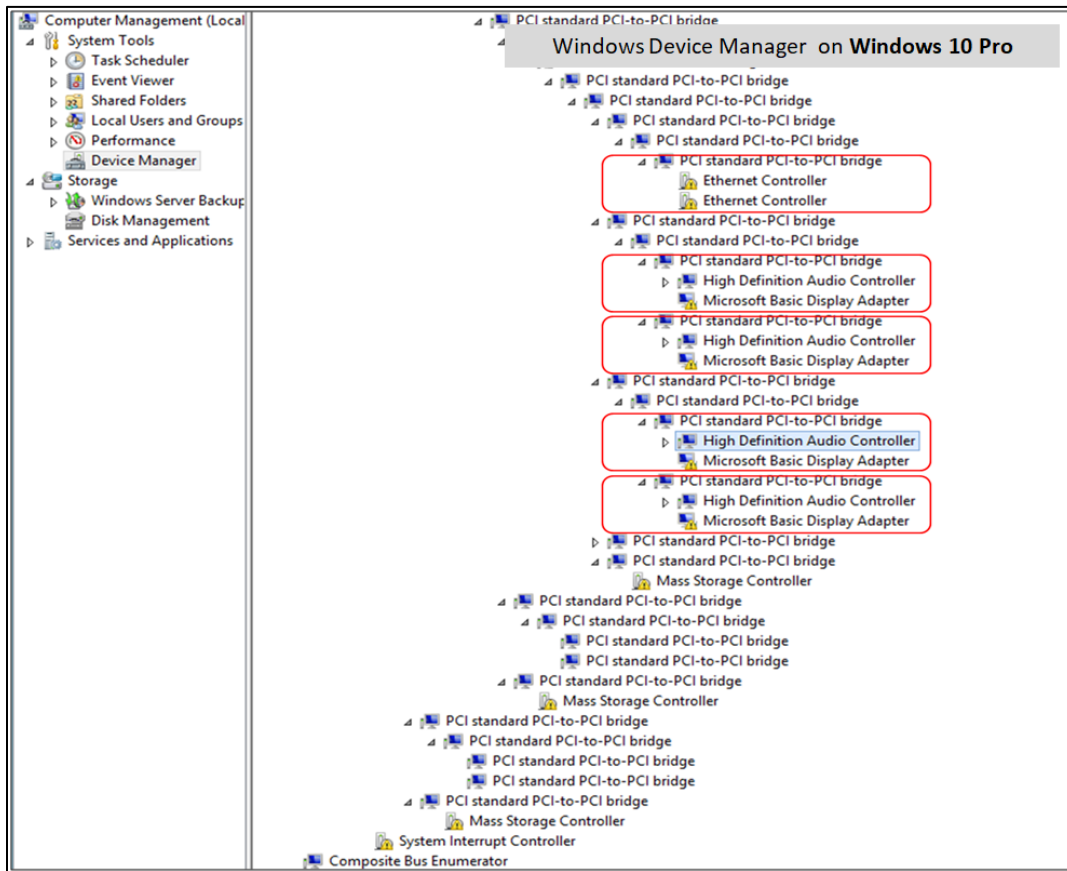 Computer Management (Local
System Tools
Task Scheduler
Event Viewer
Shared Folders
Local Users and Groups
Performance
Device Manager
Storage
Windows Server Backup
Disk Management
Services and Applications
PCI standard PCI-to-PCI bridge
Windows Device Manager on Windows 10 Pro
PCI standard PCI-to-PCI bridge
PCI standard PCI-to-PCI bridge
PCI standard PCI-to-PCI bridge
PCI standard PCI-to-PCI bridge
PCI standard PCI-to-PCI bridge
Ethernet Controller
Ethernet Controller
PCI standard PCI-to-PCI bridge
PCI standard PCI-to-PCI bridge
PCI standard PCI-to-PCI bridge
High Definition Audio Controller
Microsoft Basic Display Adapter
PCI standard PCI-to-PCI bridge
High Definition Audio Controller
Microsoft Basic Display Adapter
PCI standard PCI-to-PCI bridge
PCI standard PCI-to-PCI bridge
PCI standard PCI-to-PCI bridge
High Definition Audio Controller
Microsoft Basic Display Adapter
PCI standard PCI-to-PCI bridge
High Definition Audio Controller
Microsoft Basic Display Adapter
PCI standard PCI-to-PCI bridge
PCI standard PCI-to-PCI bridge
Mass Storage Controller
PCI standard PCI-to-PCI bridge
PCI standard PCI-to-PCI bridge
PCI standard PCI-to-PCI bridge
PCI standard PCI-to-PCI bridge
PCI standard PCI-to-PCI bridge
Mass Storage Controller
PCI standard PCI-to-PCI bridge
PCI standard PCI-to-PCI bridge
PCI standard PCI-to-PCI bridge
PCI standard PCI-to-PCI bridge
PCI standard PCI-to-PCI bridge
Mass Storage Controller
System Interrupt Controller
Composite Bus Enumerator